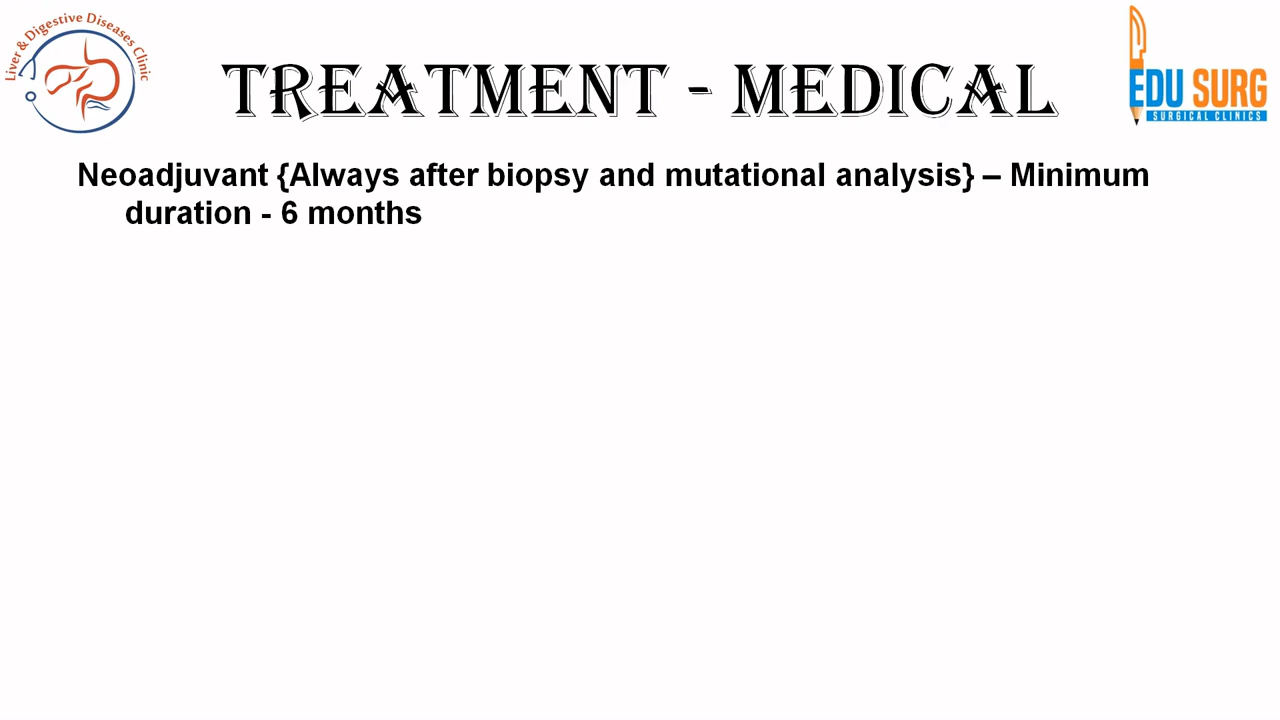 Liver & Digestive Diseases Clinic
TREATMENT - MEDICAL
EDU SURG
SURGICAL CLINICS
Neoadjuvant {Always after biopsy and mutational analysis} – Minimum
duration - 6 months